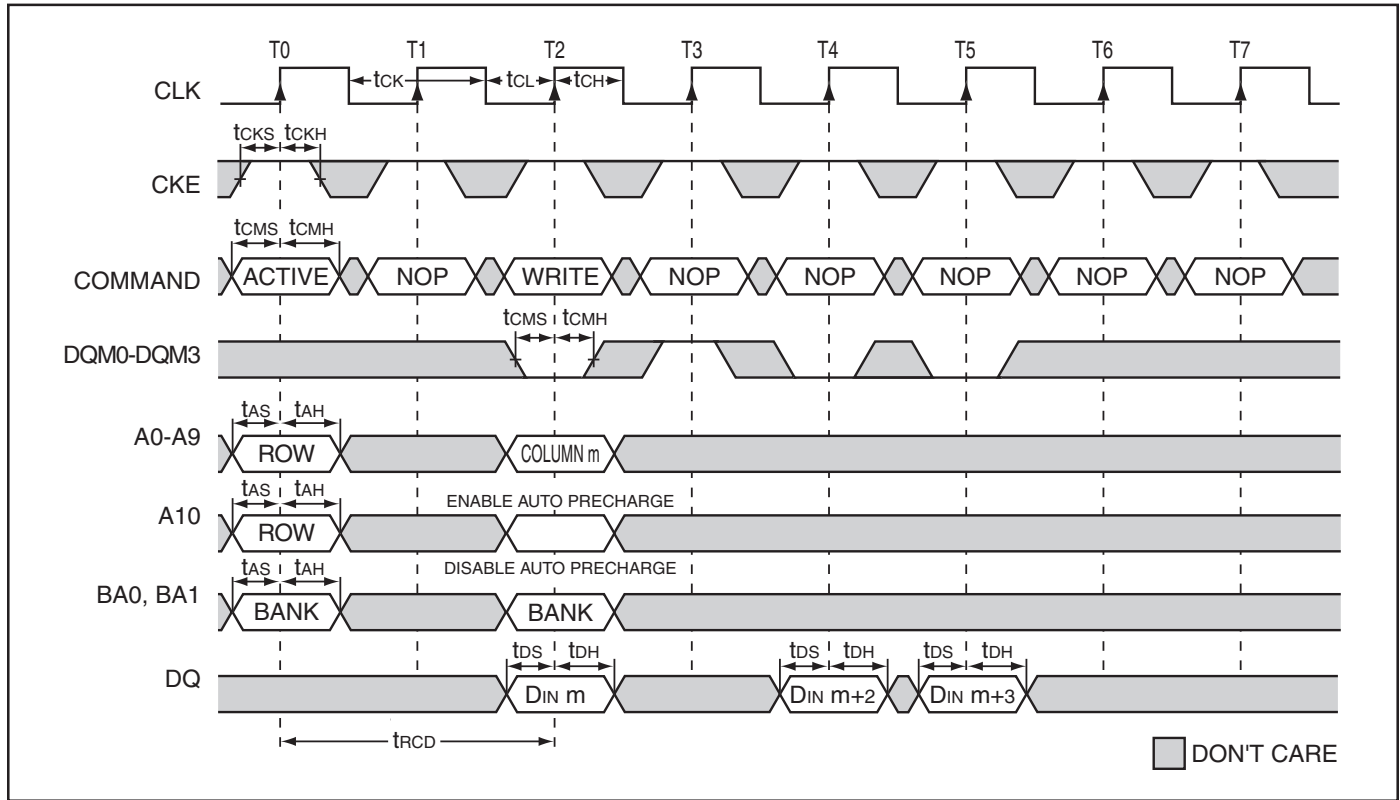 T0 T1 T2 T3 T4 T5 T6 T7
CLK tCK tCL tCH
tCKS tCKH
CKE
tCMS tCMH
COMMAND ACTIVE NOP WRITE NOP NOP NOP NOP NOP
tCMS tCMH
DQM0-DQM3
tAS tAH
A0-A9 ROW COLUMN m
tAS tAH ENABLE AUTO PRECHARGE
A10 ROW
tAS tAH DISABLE AUTO PRECHARGE
BA0, BA1 BANK BANK
tDS tDH tDS tDH tDS tDH
DQ DIN m DIN m+2 DIN m+3
tRCD
DON'T CARE